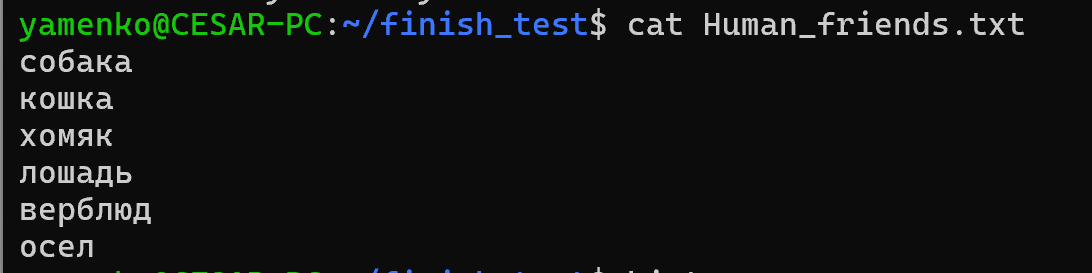 yamenko@CESAR-PC:~/finish_test$ cat Human_friends.txt
собака
кошка
хомяк
лошадь
верблюд
осел